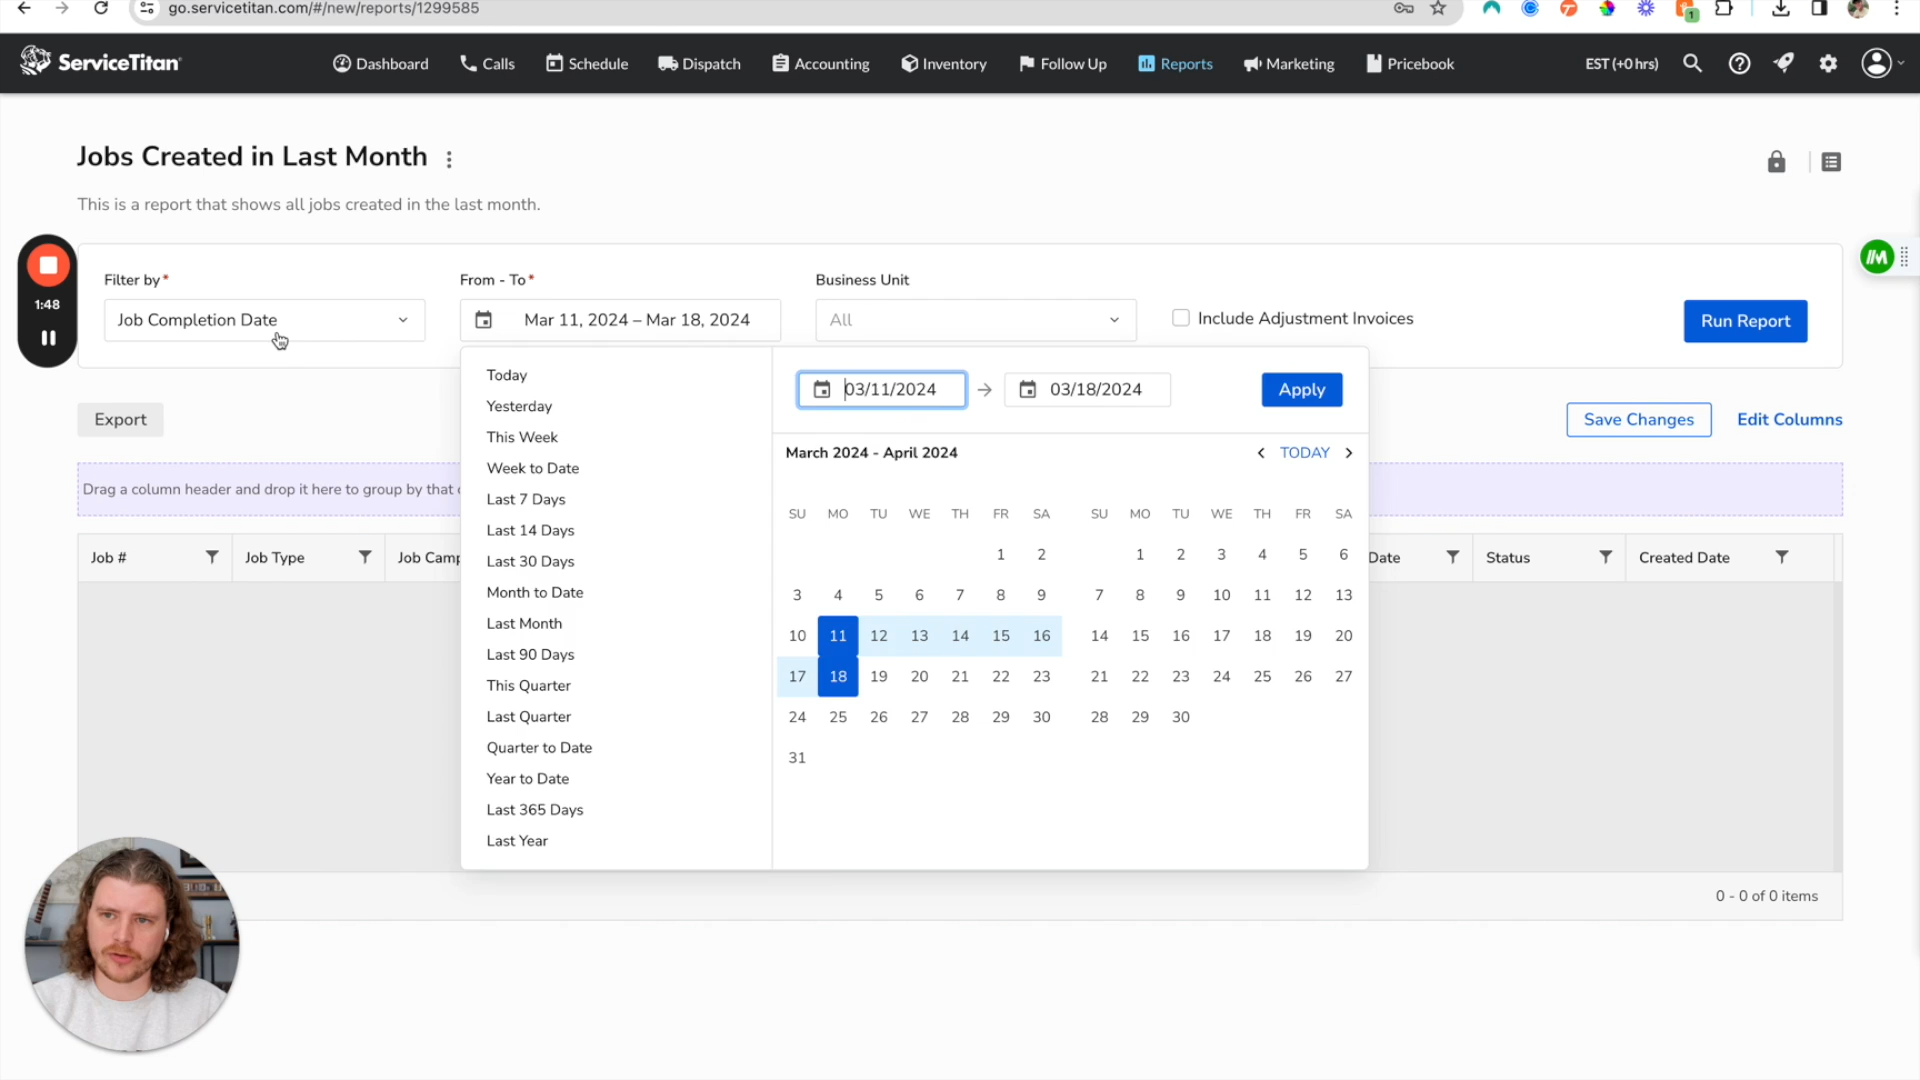 go.servicetitan.com/#/new/reports/1299585
1
ServiceTitan
Dashboard Calls Schedule Dispatch Accounting Inventory Follow Up Reports Marketing Pricebook EST (+0 hrs)
Jobs Created in Last Month
This is a report that shows all jobs created in the last month.
1:48
Filter by* From - To* Business Unit
Job Completion Date Mar 11, 2024 – Mar 18, 2024 All Include Adjustment Invoices Run Report
Export Save Changes Edit Columns
Drag a column header and drop it here to group by that
Job # Job Type Job Camp Date Status Created Date
Today
Yesterday
This Week
Week to Date
Last 7 Days
Last 14 Days
Last 30 Days
Month to Date
Last Month
Last 90 Days
This Quarter
Last Quarter
Quarter to Date
Year to Date
Last 365 Days
Last Year
03/11/2024 → 03/18/2024 Apply
March 2024 - April 2024 TODAY
SU MO TU WE TH FR SA SU MO TU WE TH FR SA
1 2 1 2 3 4 5 6
3 4 5 6 7 8 9 7 8 9 10 11 12 13
10 11 12 13 14 15 16 14 15 16 17 18 19 20
17 18 19 20 21 22 23 21 22 23 24 25 26 27
24 25 26 27 28 29 30 28 29 30
31
0 - 0 of 0 items